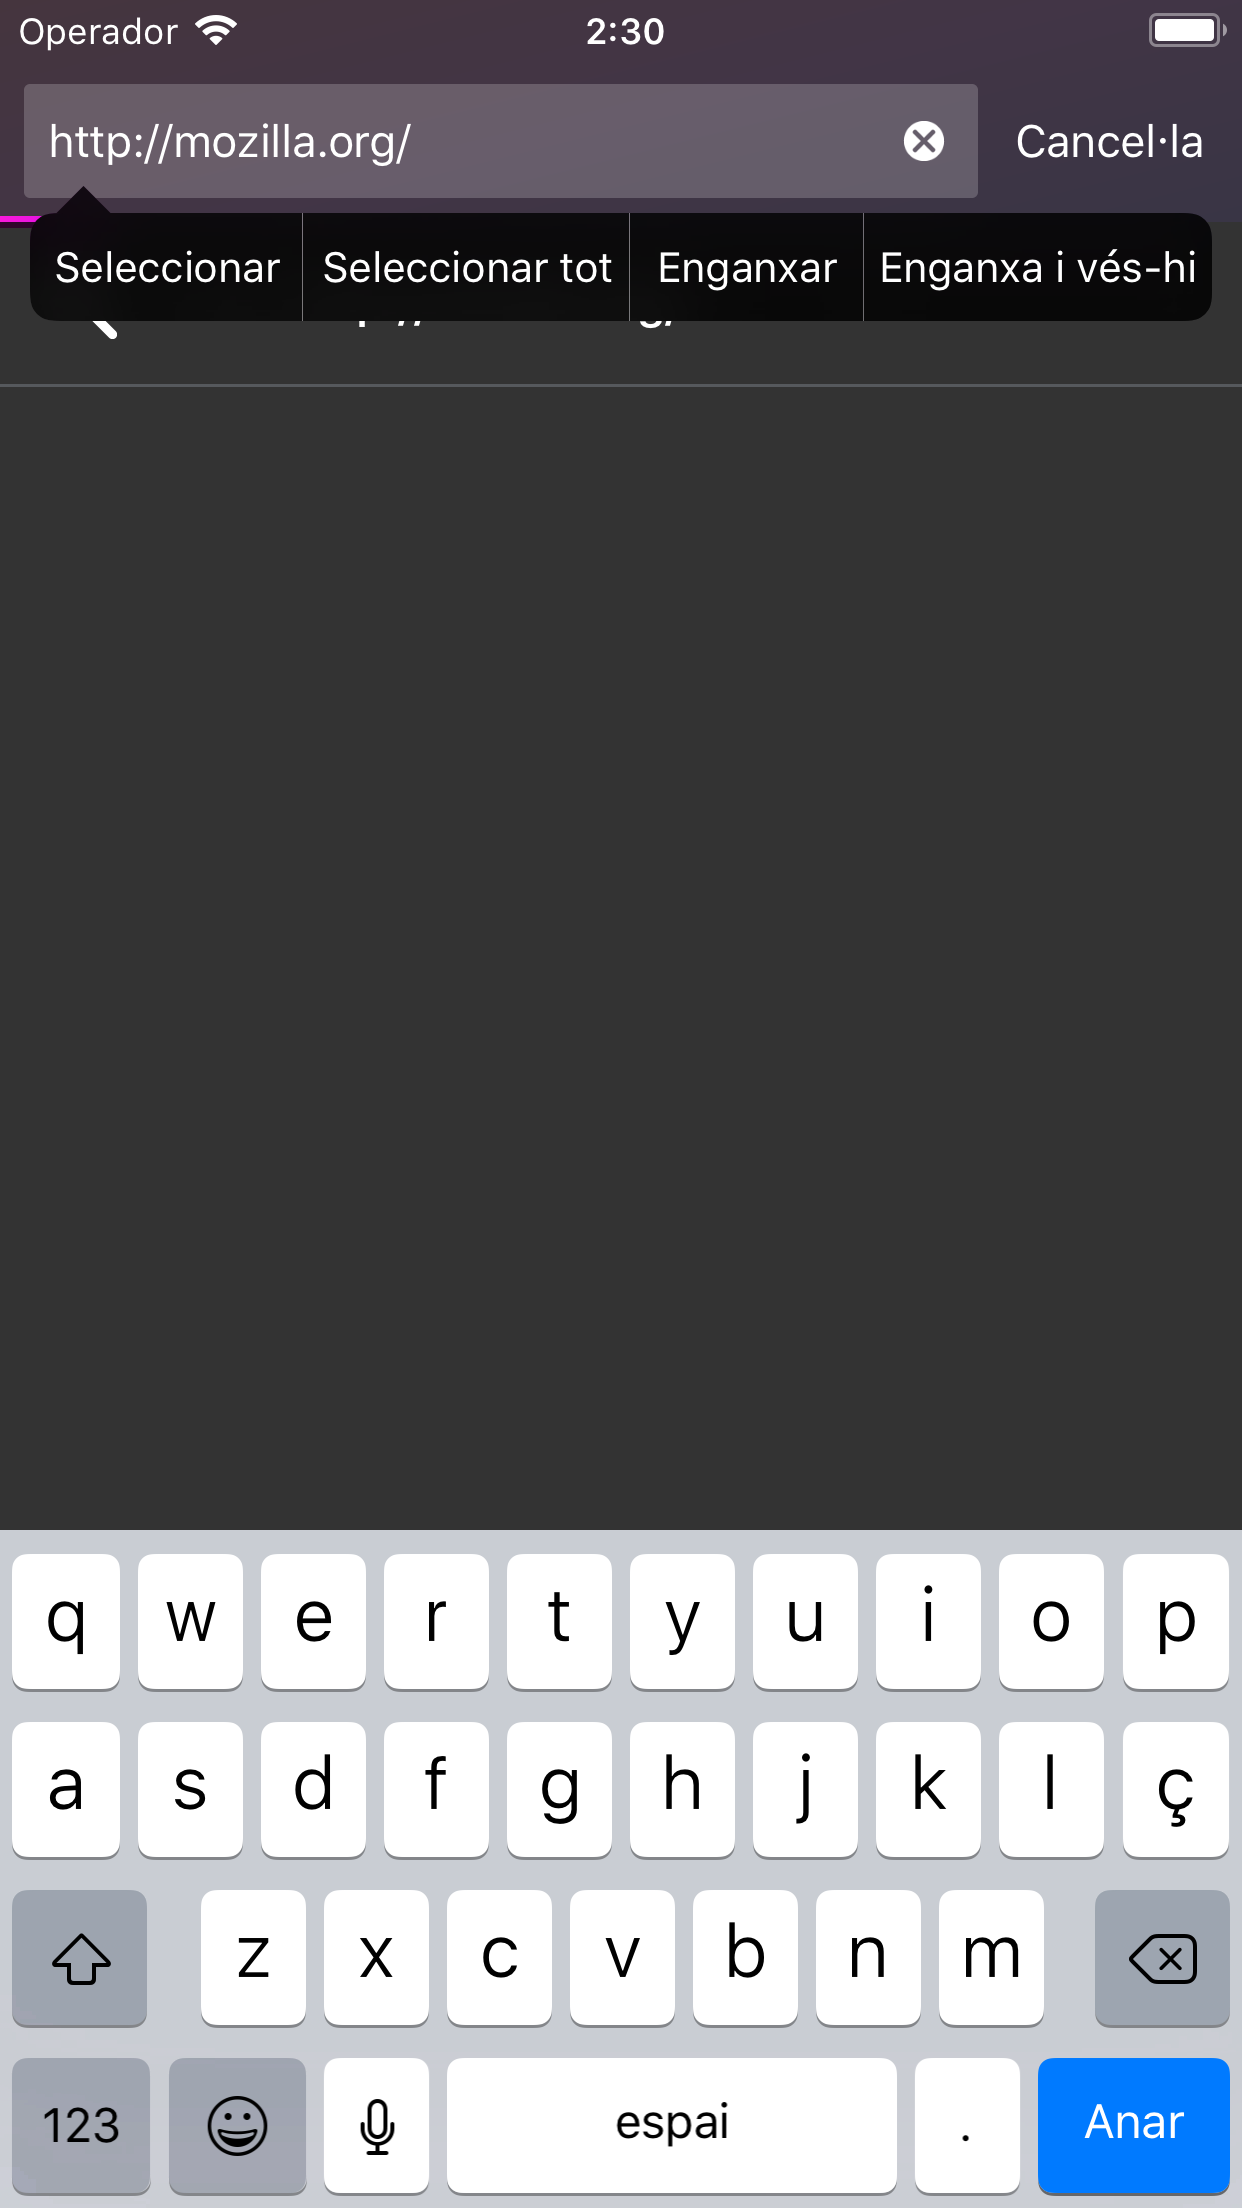 Operador 2:30
http://mozilla.org/ Cancel·la
Seleccionar Seleccionar tot Enganxar Enganxa i vés-hi
q w e r t y u i o p
a s d f g h j k l ç
z x c v b n m
123 espai . Anar